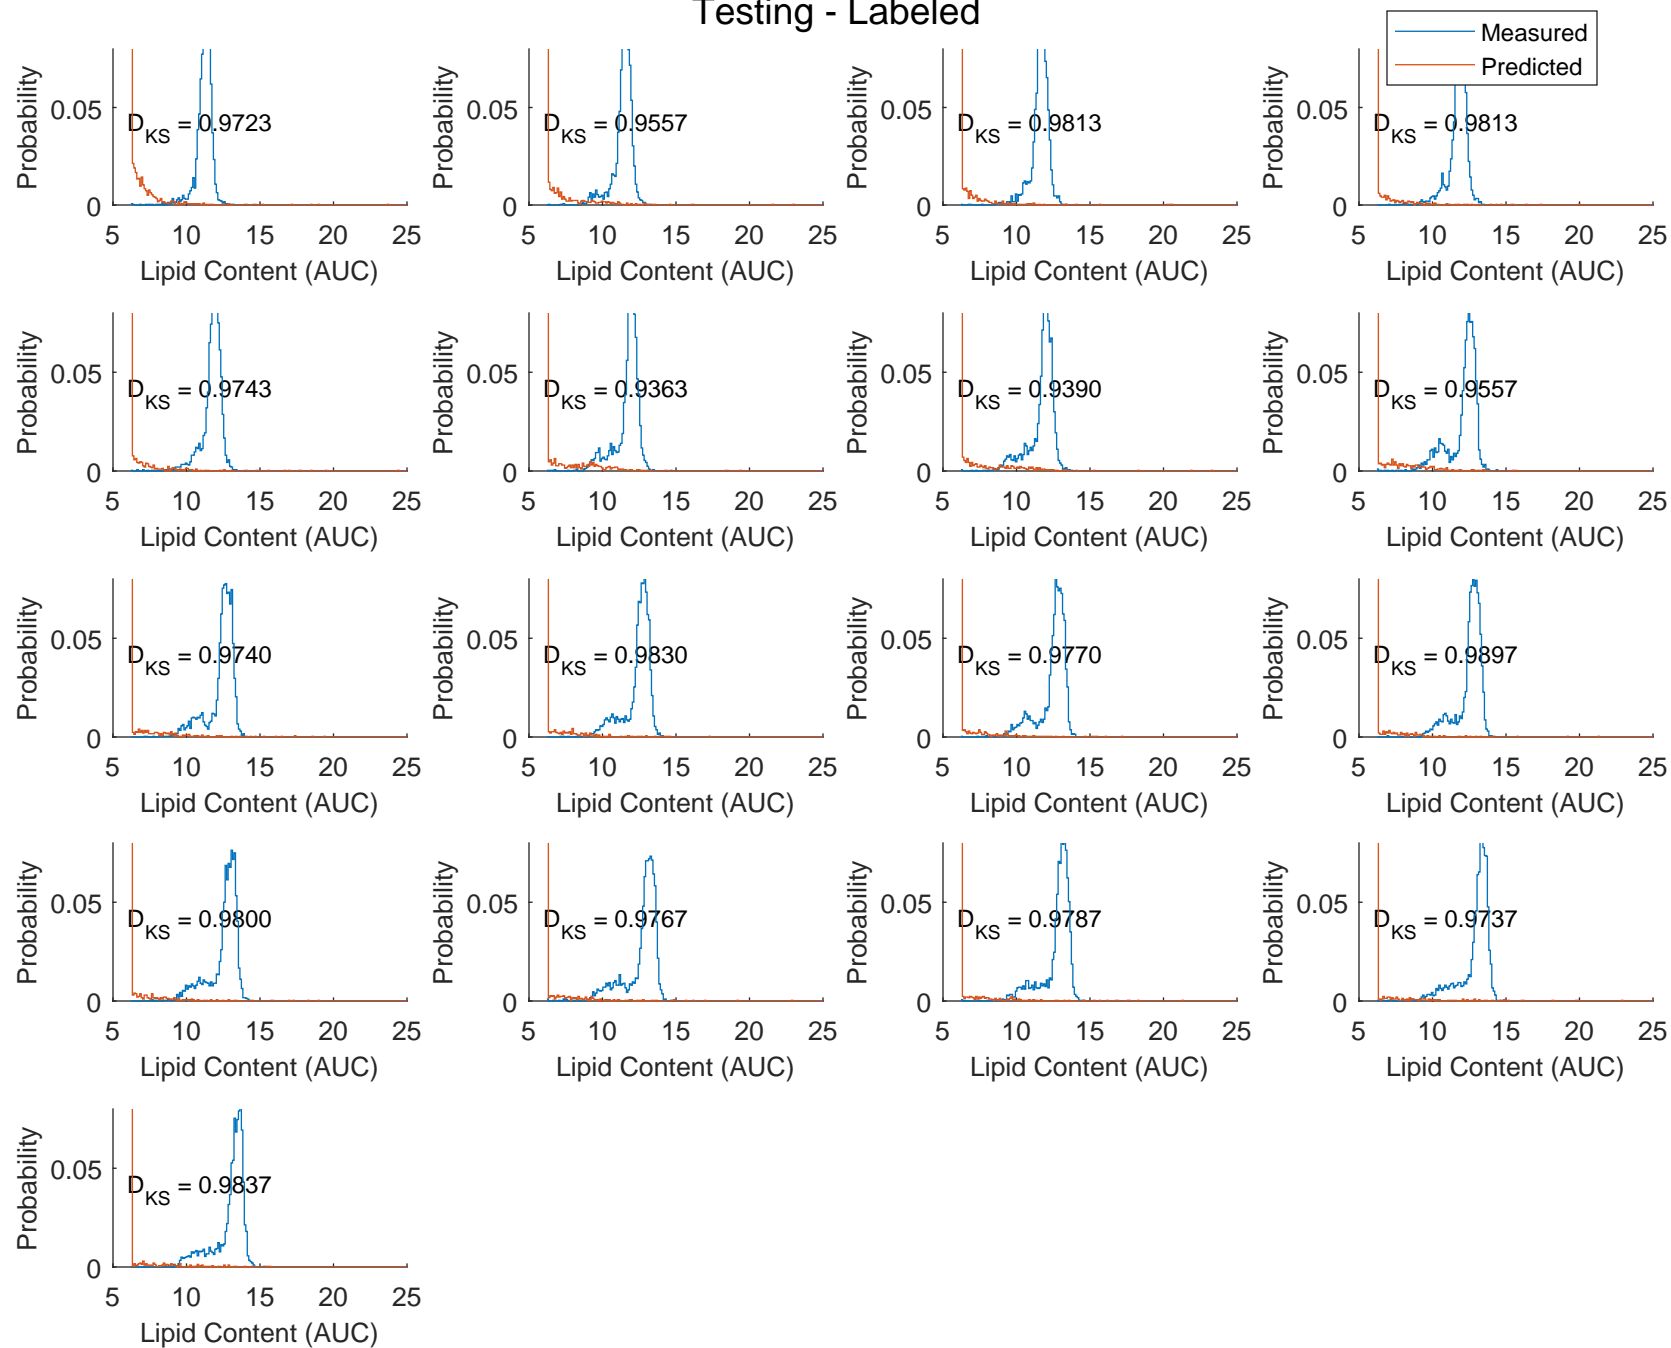 Testing - Labeled
Measured
Predicted
Probability
0.05
0
D_KS = 0.9723
5 10 15 20 25
Lipid Content (AUC)
Probability
0.05
0
D_KS = 0.9557
5 10 15 20 25
Lipid Content (AUC)
Probability
0.05
0
D_KS = 0.9813
5 10 15 20 25
Lipid Content (AUC)
Probability
0.05
0
D_KS = 0.9813
5 10 15 20 25
Lipid Content (AUC)
Probability
0.05
0
D_KS = 0.9743
5 10 15 20 25
Lipid Content (AUC)
Probability
0.05
0
D_KS = 0.9363
5 10 15 20 25
Lipid Content (AUC)
Probability
0.05
0
D_KS = 0.9390
5 10 15 20 25
Lipid Content (AUC)
Probability
0.05
0
D_KS = 0.9557
5 10 15 20 25
Lipid Content (AUC)
Probability
0.05
0
D_KS = 0.9740
5 10 15 20 25
Lipid Content (AUC)
Probability
0.05
0
D_KS = 0.9830
5 10 15 20 25
Lipid Content (AUC)
Probability
0.05
0
D_KS = 0.9770
5 10 15 20 25
Lipid Content (AUC)
Probability
0.05
0
D_KS = 0.9897
5 10 15 20 25
Lipid Content (AUC)
Probability
0.05
0
D_KS = 0.9800
5 10 15 20 25
Lipid Content (AUC)
Probability
0.05
0
D_KS = 0.9767
5 10 15 20 25
Lipid Content (AUC)
Probability
0.05
0
D_KS = 0.9787
5 10 15 20 25
Lipid Content (AUC)
Probability
0.05
0
D_KS = 0.9737
5 10 15 20 25
Lipid Content (AUC)
Probability
0.05
0
D_KS = 0.9837
5 10 15 20 25
Lipid Content (AUC)